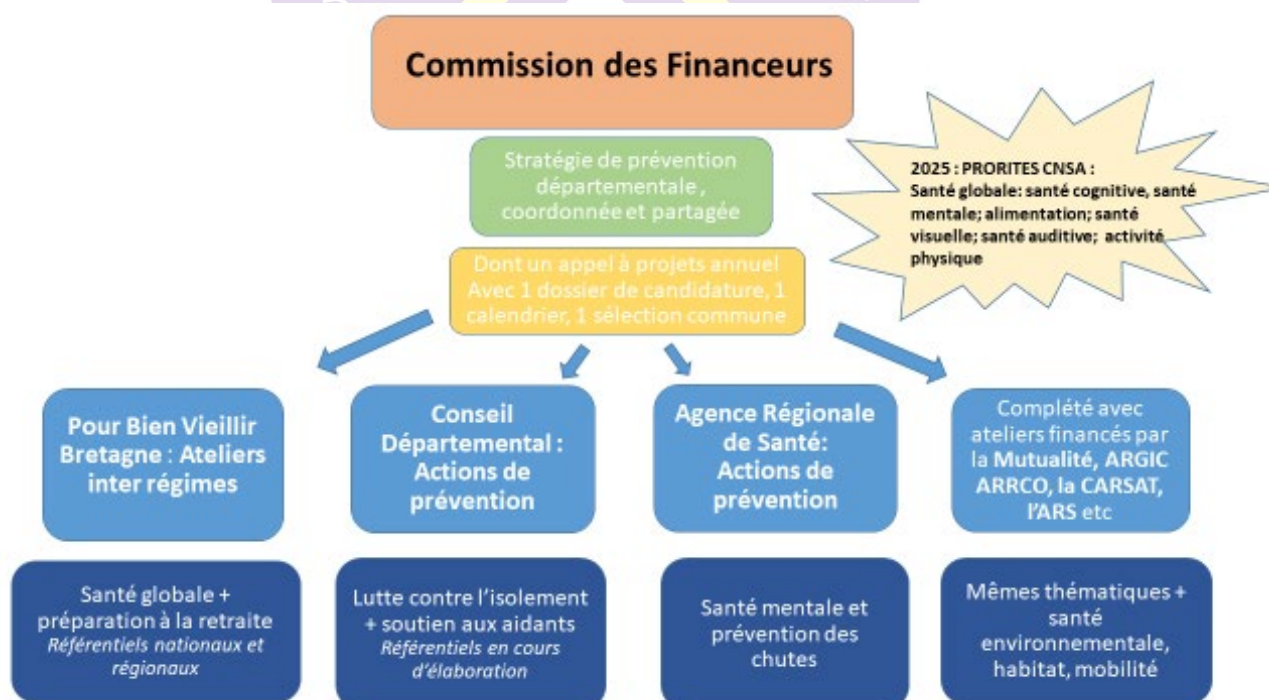 Commission des Financeurs
Stratégie de prévention
départementale ,
coordonnée et partagée
2025 : PRORITES CNSA :
Santé globale: santé cognitive, santé
mentale; alimentation; santé
visuelle; santé auditive;  activité
physique
Dont un appel à projets annuel
Avec 1 dossier de candidature, 1
calendrier, 1 sélection commune
Pour Bien Vieillir
Bretagne : Ateliers
inter régimes
Conseil
Départemental :
Actions de
prévention
Agence Régionale
de Santé:
Actions de
prévention
Complété avec
ateliers financés par
la Mutualité, ARGIC
ARRCO, la CARSAT,
l'ARS etc
Santé globale +
préparation à la retraite
Référentiels nationaux et
régionaux
Lutte contre l'isolement
+ soutien aux aidants
Référentiels en cours
d'élaboration
Santé mentale et
prévention des
chutes
Mêmes thématiques +
santé
environnementale,
habitat, mobilité